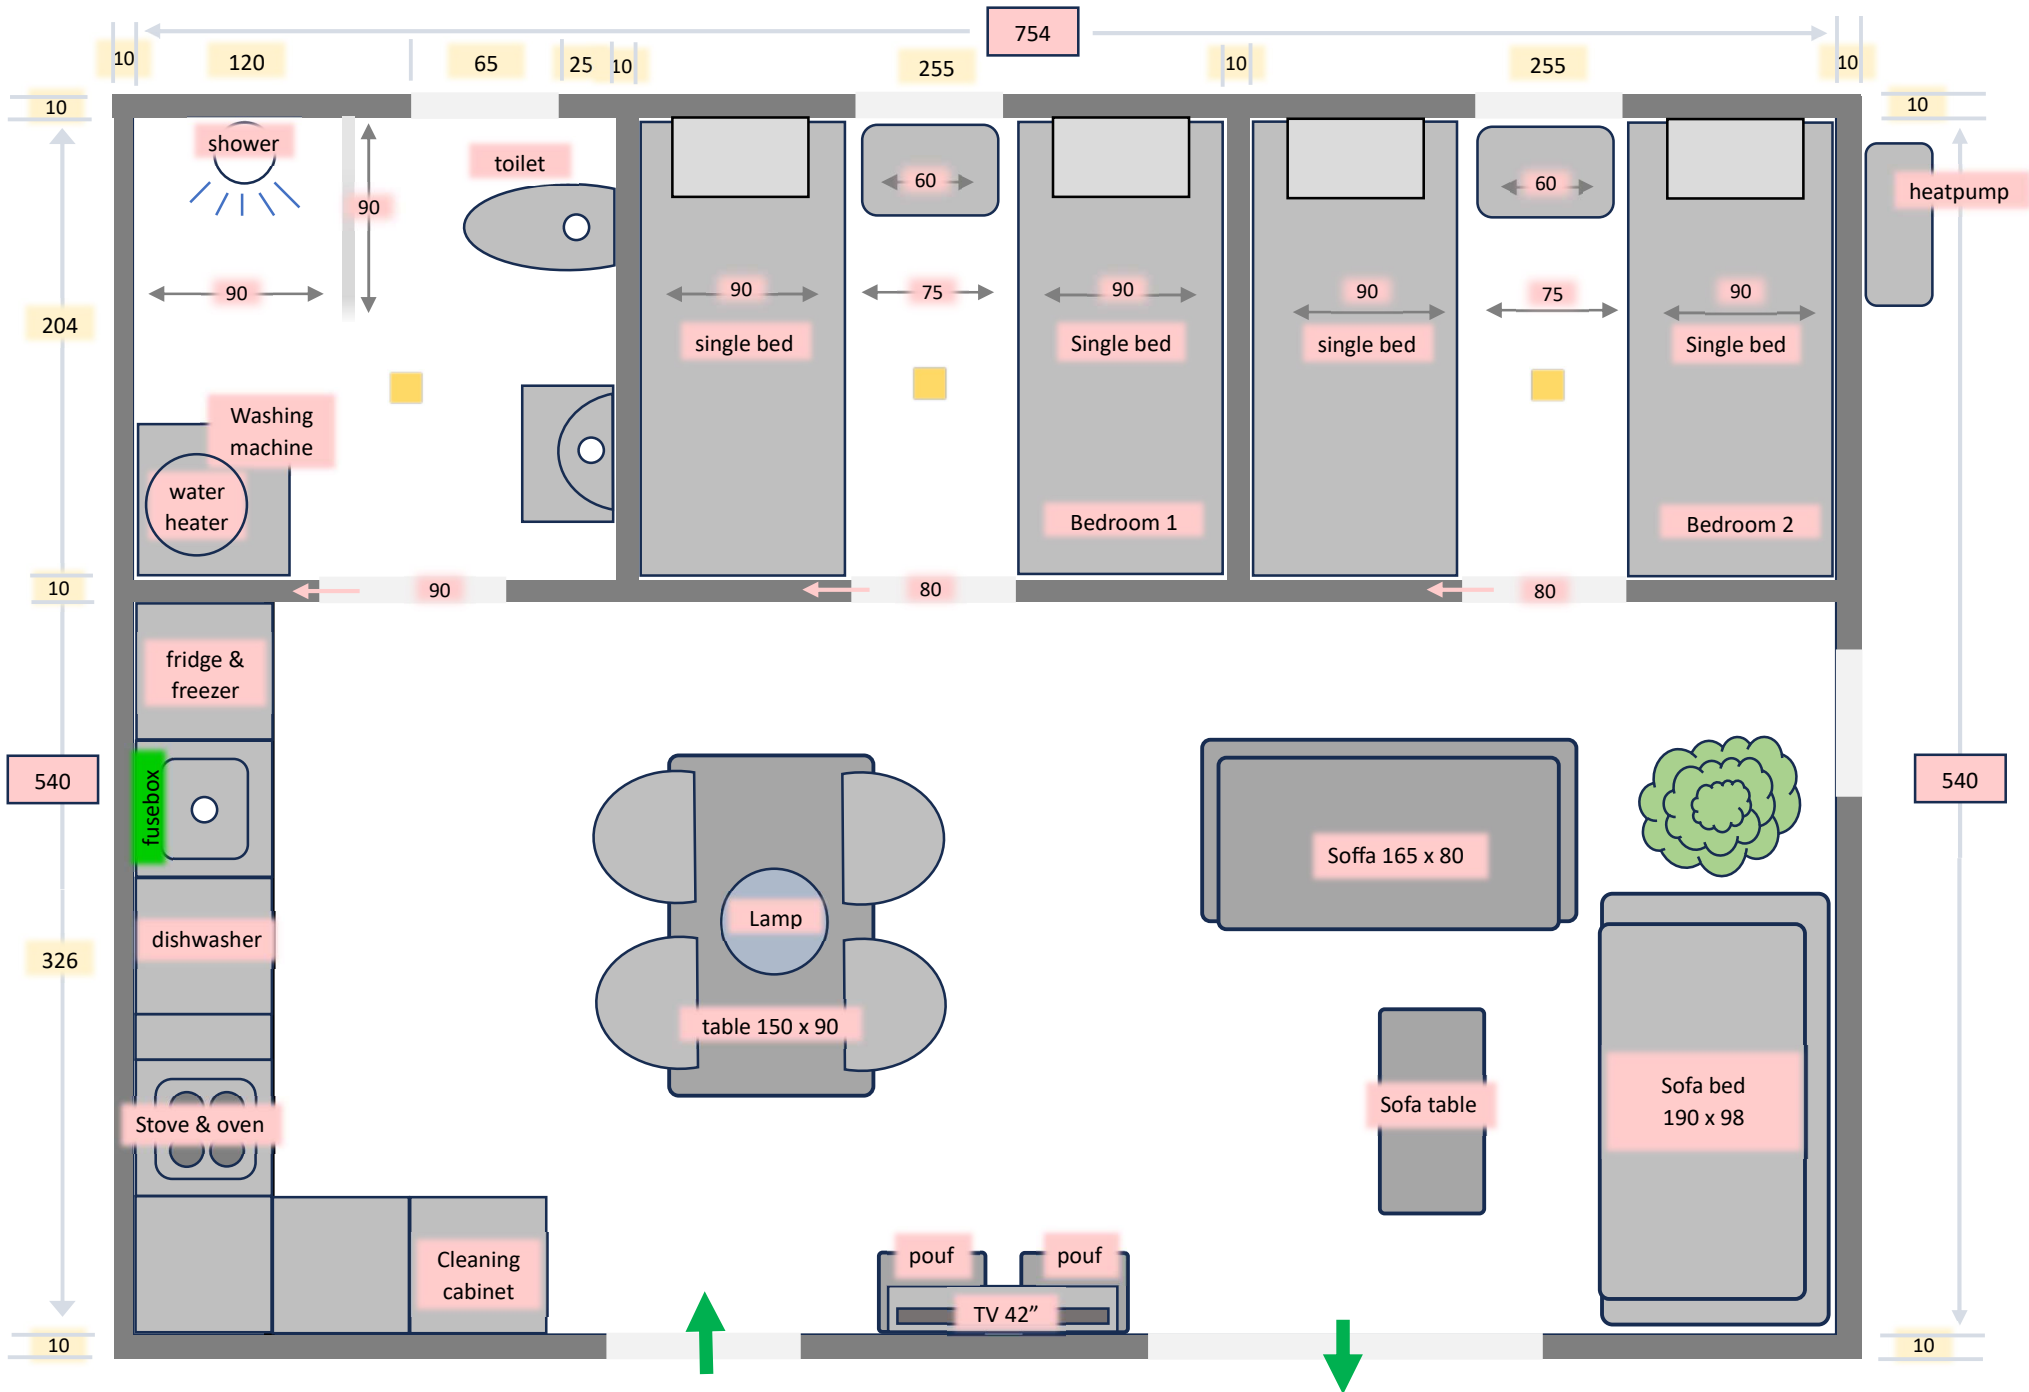 754
10
120
65
25
10
255
10
255
10
10
10
shower
toilet
90
60
60
heatpump
90
90
75
90
90
75
90
204
single bed
Single bed
single bed
Single bed
Washing
machine
water
heater
Bedroom 1
Bedroom 2
10
90
80
80
fridge &
freezer
540
fusebox
540
Soffa 165 x 80
Lamp
dishwasher
326
table 150 x 90
Sofa bed
190 x 98
Sofa table
Stove & oven
pouf
pouf
Cleaning
cabinet
TV 42”
10
10